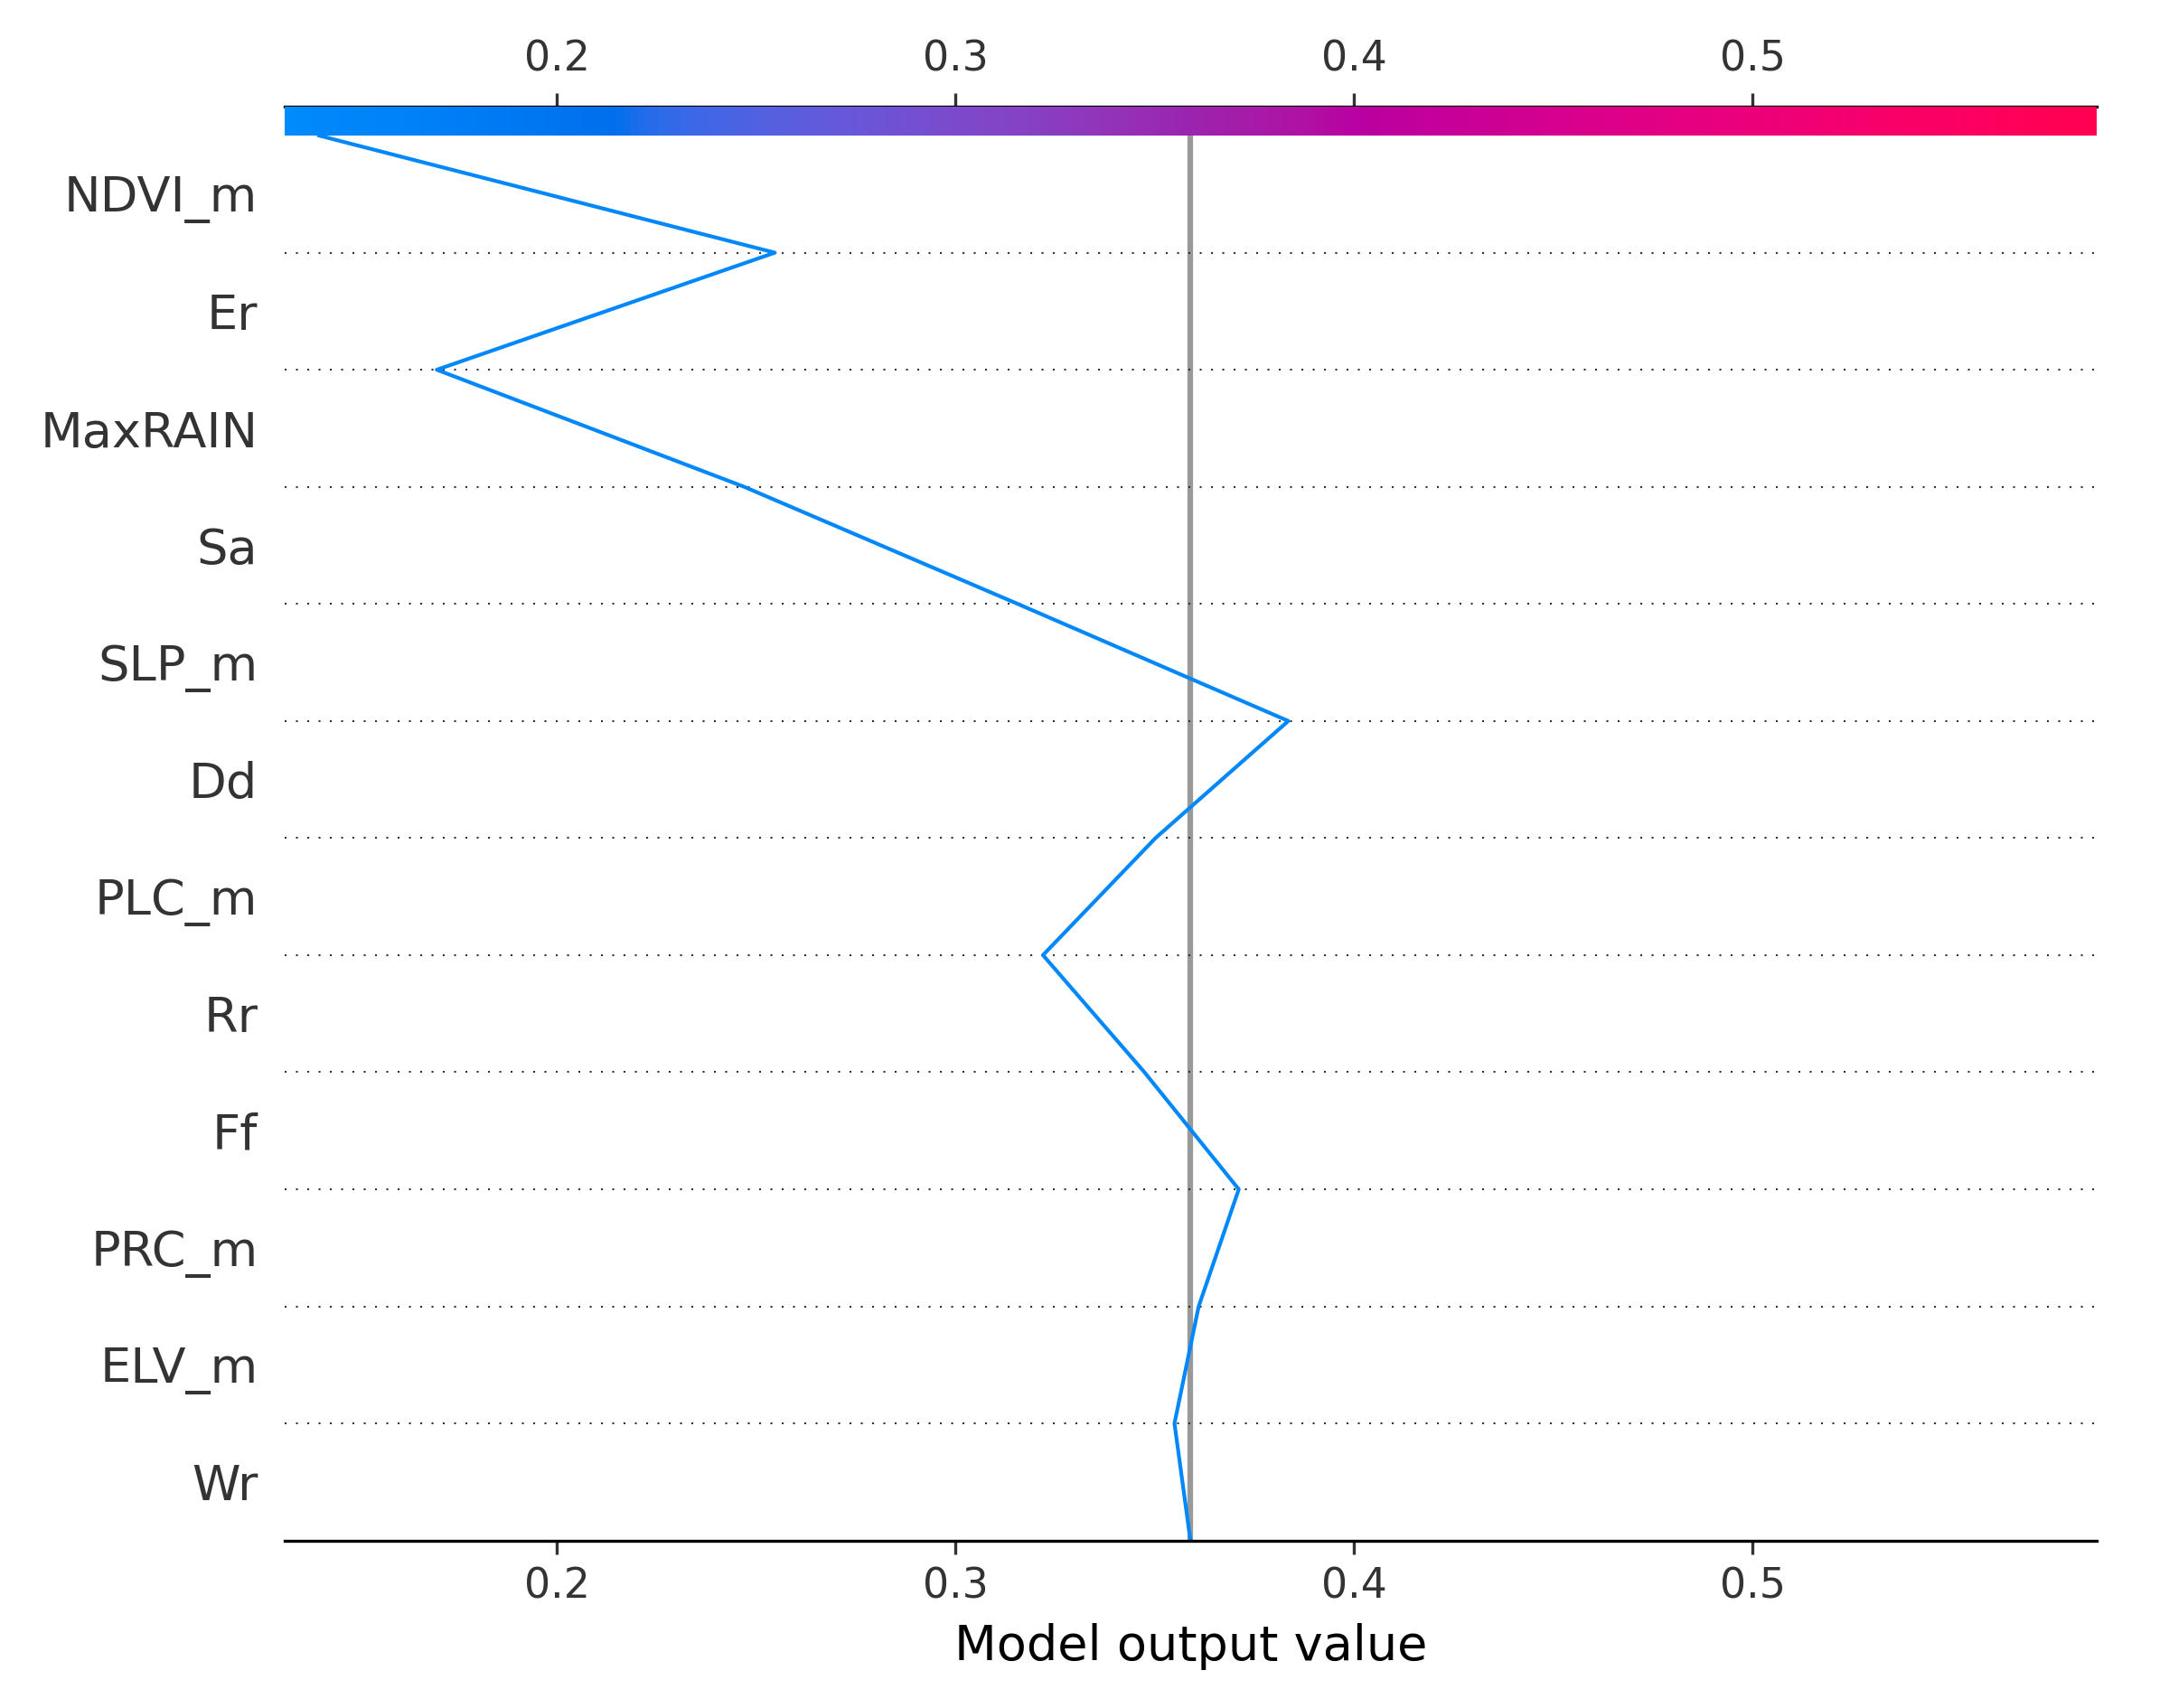 0.2 0.3 0.4 0.5
NDVI_m
Er
MaxRAIN
Sa
SLP_m
Dd
PLC_m
Rr
Ff
PRC_m
ELV_m
Wr
0.2 0.3 0.4 0.5
Model output value